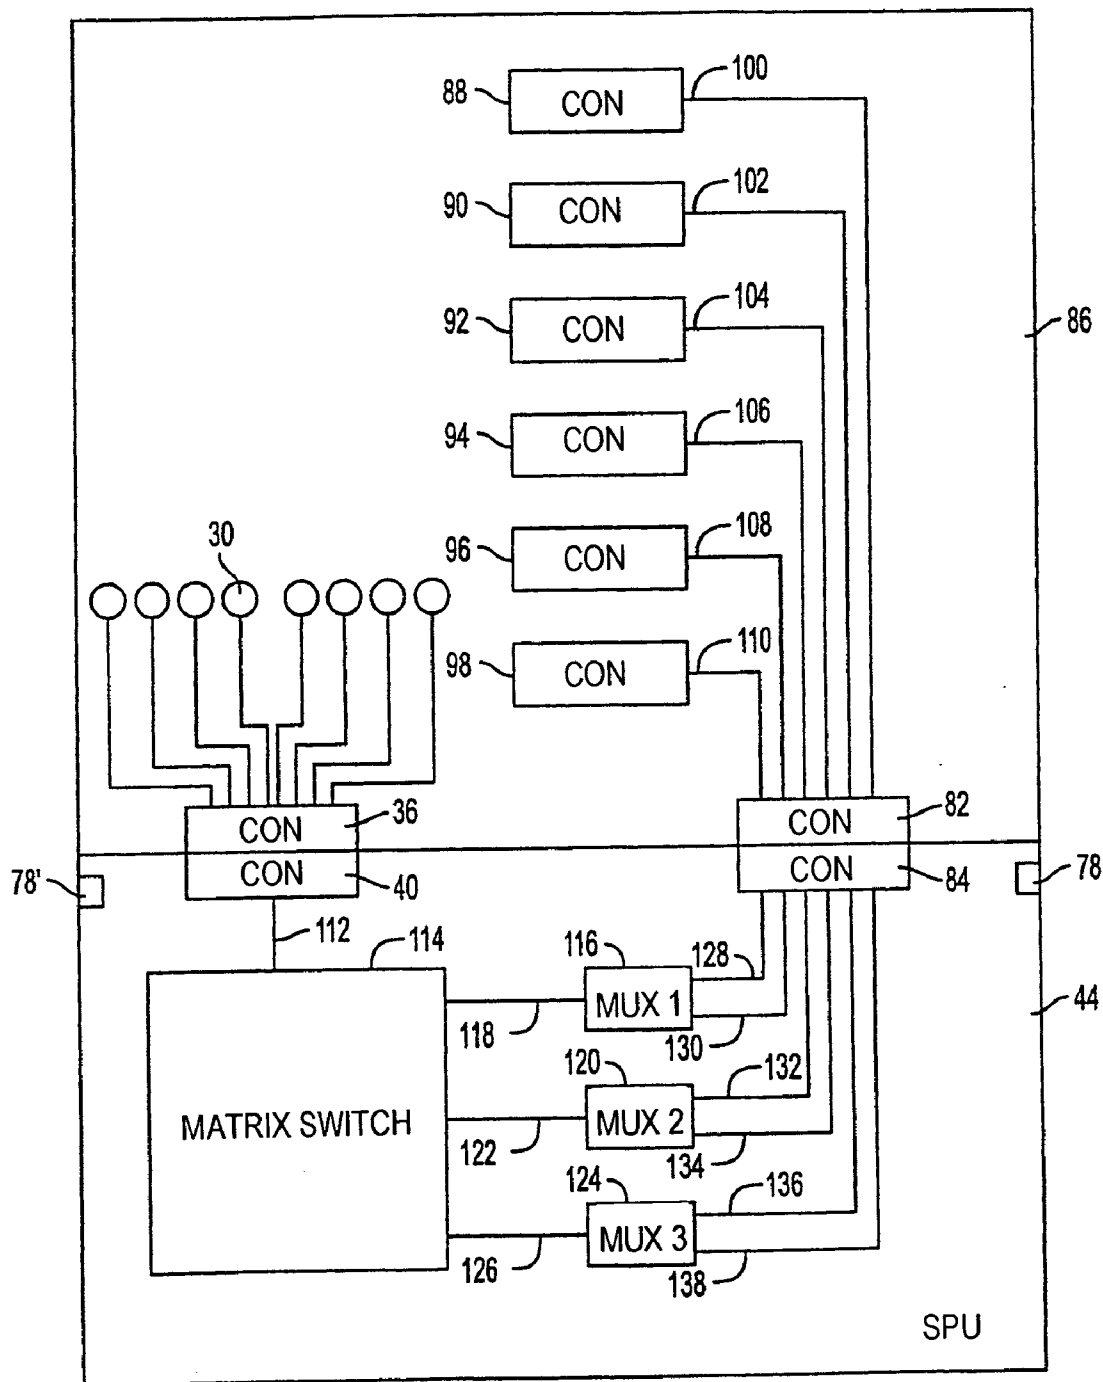 100
88 CON
102
90 CON
104
92 CON
86
106
94 CON
30
108
96 CON
110
98 CON
CON 36
CON 82
CON 40
CON 84
78'
78
112
114
116
128
MUX 1
44
118
130
120
132
MATRIX SWITCH
MUX 2
122
134
124
136
MUX 3
126
138
SPU